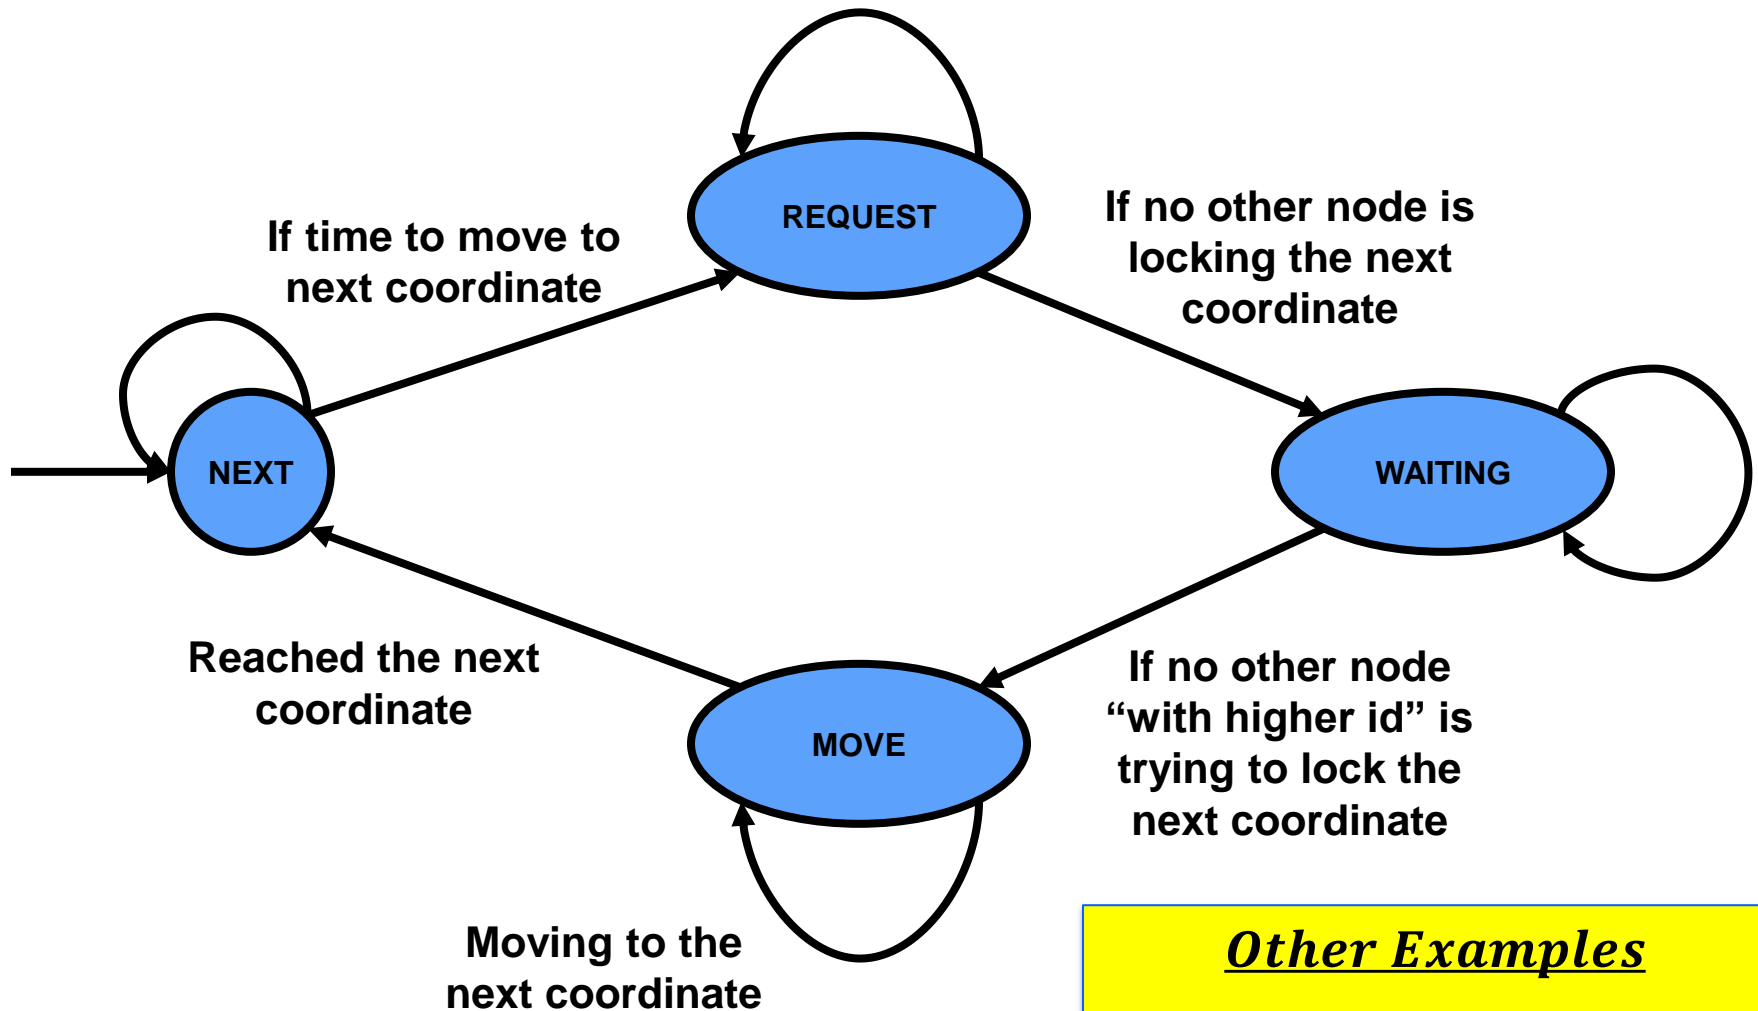 REQUEST
If time to move to
next coordinate
If no other node is
locking the next
coordinate
NEXT
WAITING
Reached the next
coordinate
MOVE
If no other node
“with higher id” is
trying to lock the
next coordinate
Moving to the
next coordinate
Other Examples